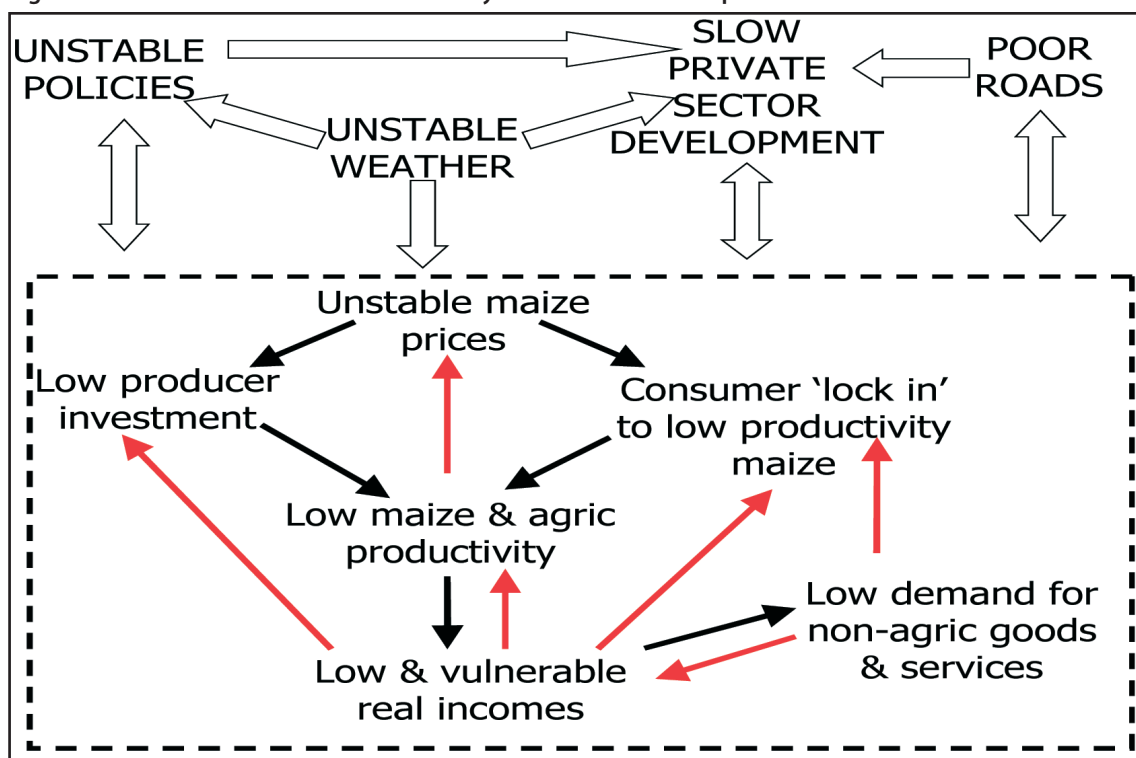 UNSTABLE
POLICIES
SLOW
PRIVATE
SECTOR
DEVELOPMENT
POOR
ROADS
UNSTABLE
WEATHER
Unstable maize
prices
Low producer
investment
Consumer ‘lock in’
to low productivity
maize
Low maize & agric
productivity
Low demand for
non-agric goods
& services
Low & vulnerable
real incomes